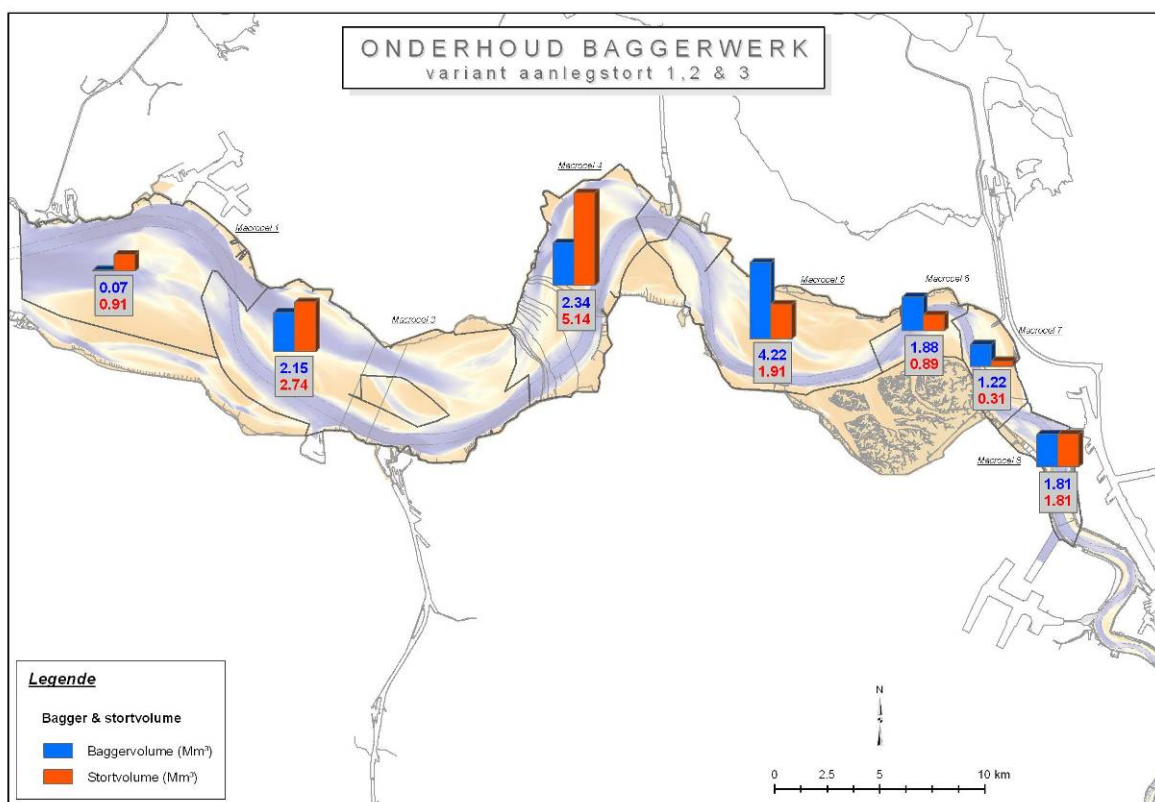 ONDERHOUD BAGGERWERK
variant aanlegstort 1,2 & 3
Macrocel 4
Macrocel 1
Macrocel 5
Macrocel 6
0.07
0.91
2.34
5.14
Macrocel 3
Macrocel 7
2.15
2.74
4.22
1.91
1.88
0.89
1.22
0.31
Macrocel 8
1.81
1.81
Legende
Bagger & stortvolume
Baggervolume (Mm³)
Stortvolume (Mm³)
N
0 2.5 5 10 km